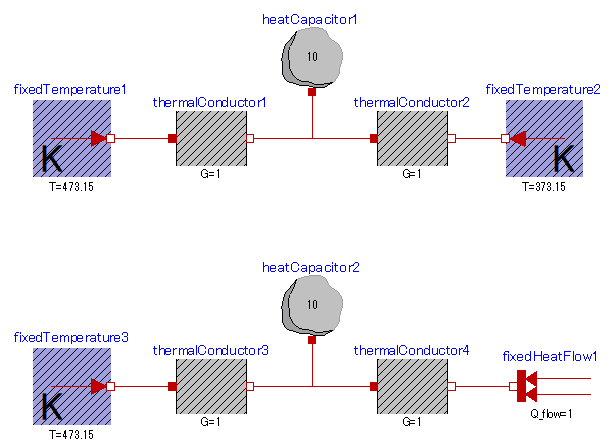 heatCapacitor1
10
fixedTemperature1
thermalConductor1
thermalConductor2
fixedTemperature2
K
K
T=473.15
G=1
G=1
T=373.15
heatCapacitor2
10
fixedTemperature3
thermalConductor3
thermalConductor4
fixedHeatFlow1
K
T=473.15
G=1
G=1
Q_flow=1